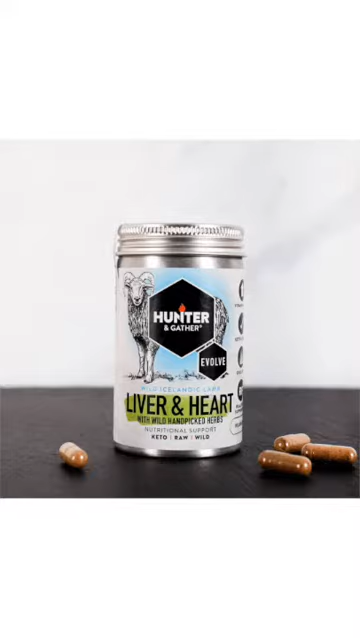 HUNTER
& GATHER®
EVOLVE
WILD ICELANDIC LAMB
LIVER & HEART
WITH WILD HANDPICKED HERBS
NUTRITIONAL SUPPORT
KETO | RAW | WILD